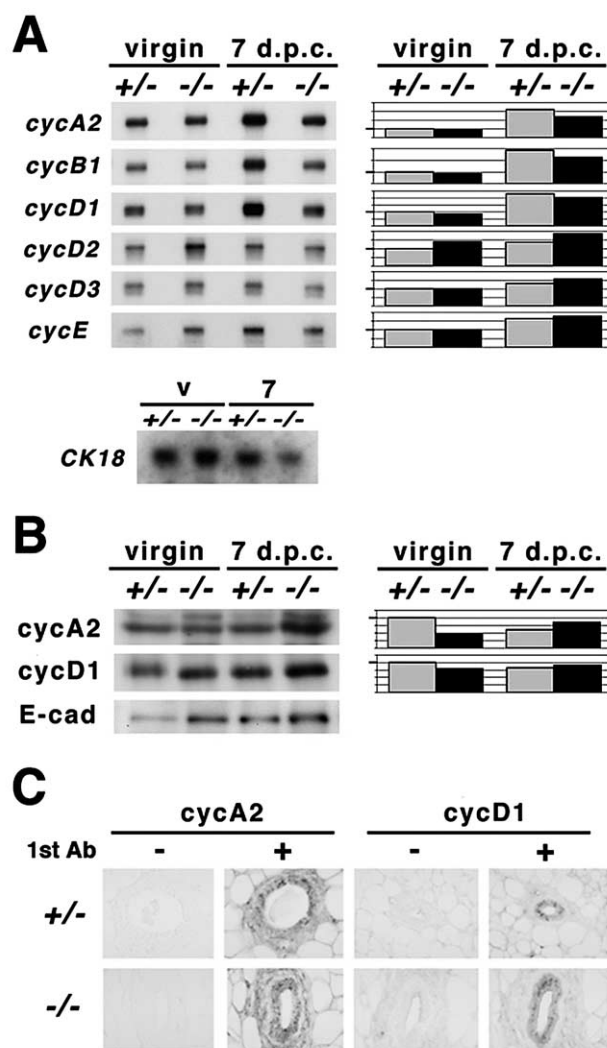 A
virgin 7 d.p.c. virgin 7 d.p.c.
+/- -/- +/- -/- +/- -/- +/- -/-
cycA2
cycB1
cycD1
cycD2
cycD3
cycE
v 7
+/- -/- +/- -/-
CK18
B
virgin 7 d.p.c. virgin 7 d.p.c.
+/- -/- +/- -/- +/- -/- +/- -/-
cycA2
cycD1
E-cad
C
cycA2 cycD1
1st Ab - + - +
+/-
-/-